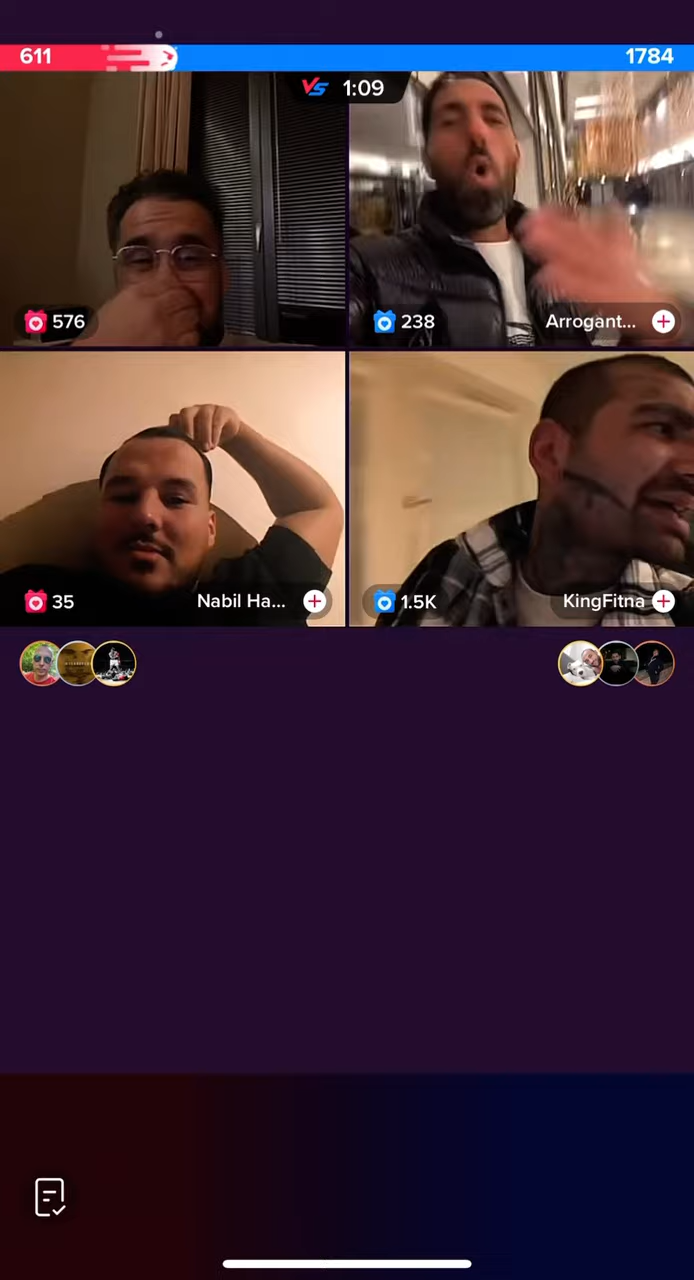 611
1784
VS 1:09
576
238
Arrogant...
35
Nabil Ha...
1.5K
KingFitna